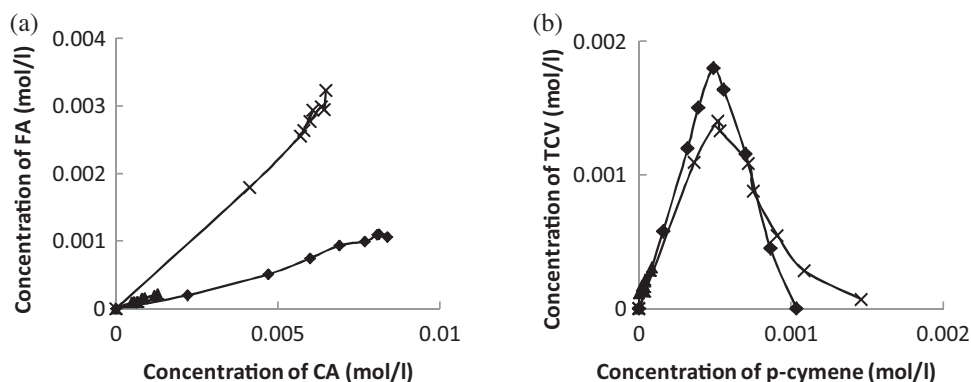 (a)
0.004
0.003
0.002
0.001
0
0
0.005
0.01
Concentration of FA (mol/l)
Concentration of CA (mol/l)
(b)
0.002
0.001
0
0
0.001
0.002
Concentration of TCV (mol/l)
Concentration of p-cymene (mol/l)